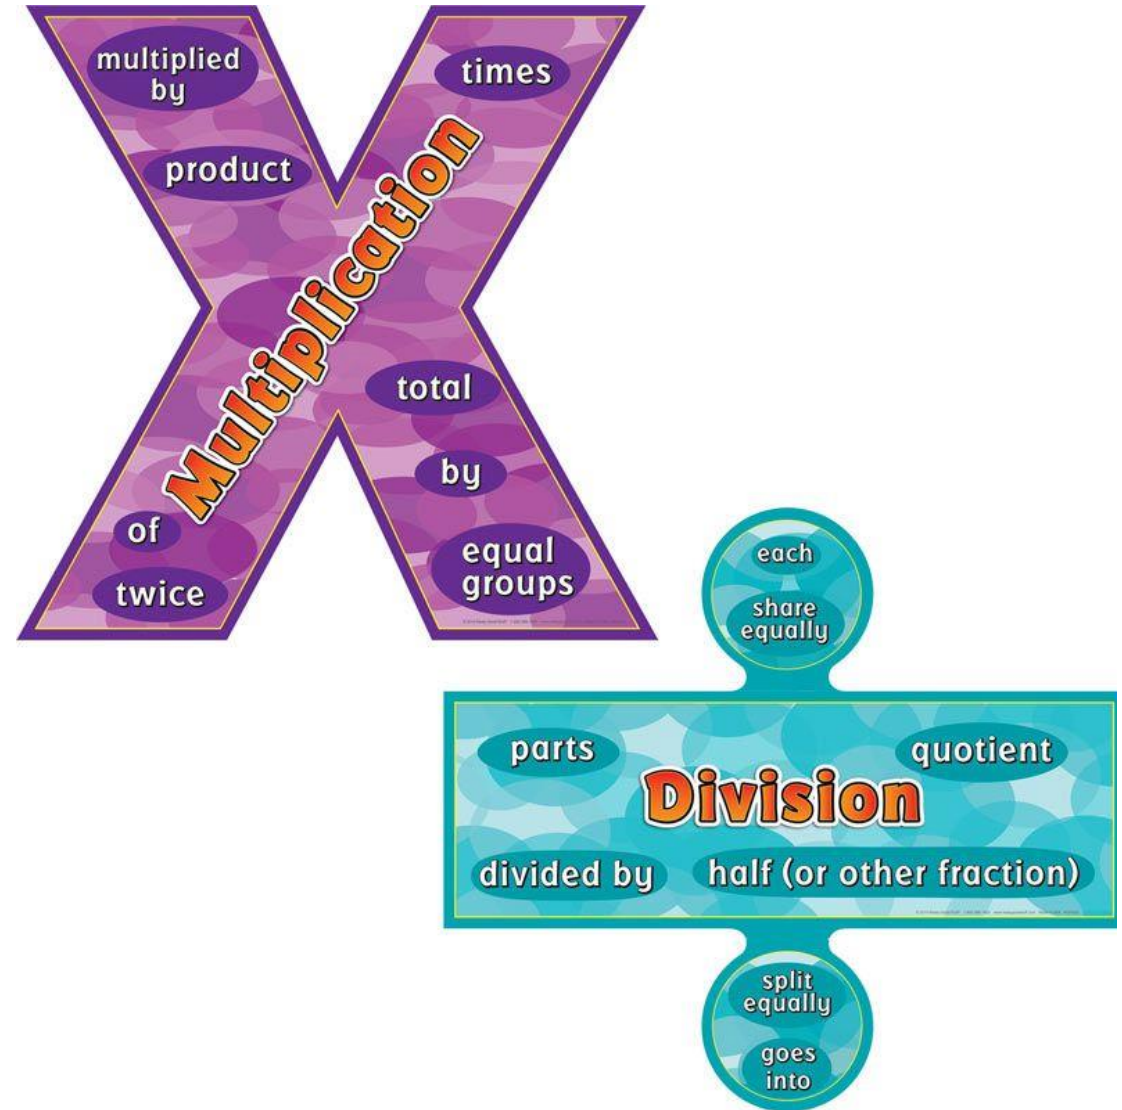 multiplied
by
times
product
Multiplication
total
by
of
equal
groups
twice
each
share
equally
parts
quotient
Division
divided by
half (or other fraction)
split
equally
goes
into